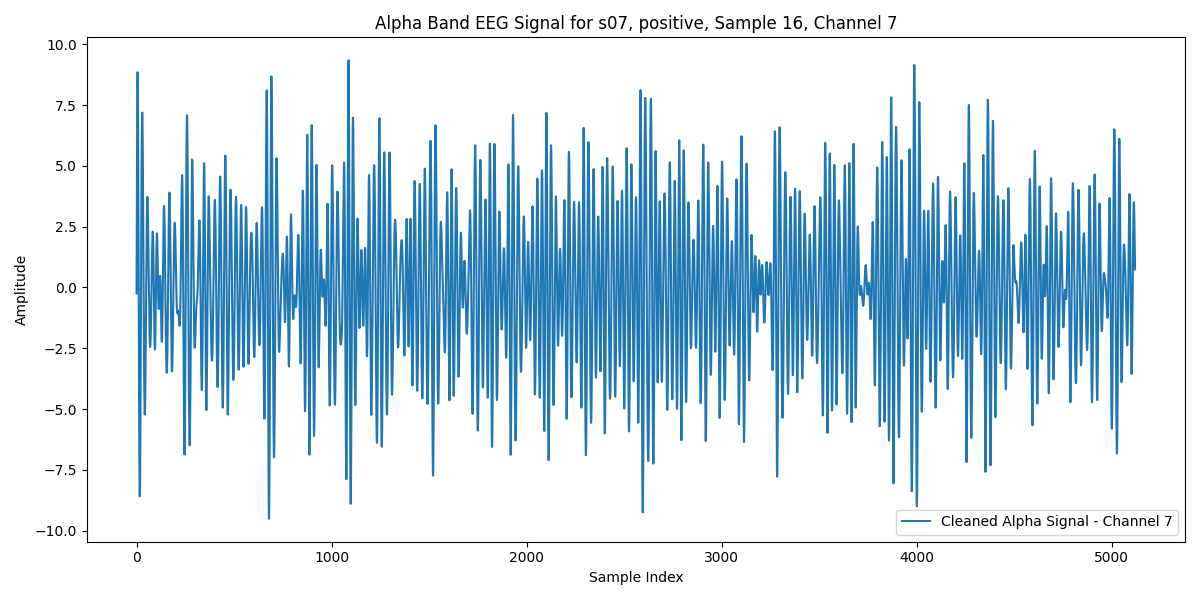 Alpha Band EEG Signal for s07, positive, Sample 16, Channel 7
10.0
7.5
5.0
2.5
0.0
−2.5
−5.0
−7.5
−10.0
Amplitude
Cleaned Alpha Signal - Channel 7
0 1000 2000 3000 4000 5000
Sample Index